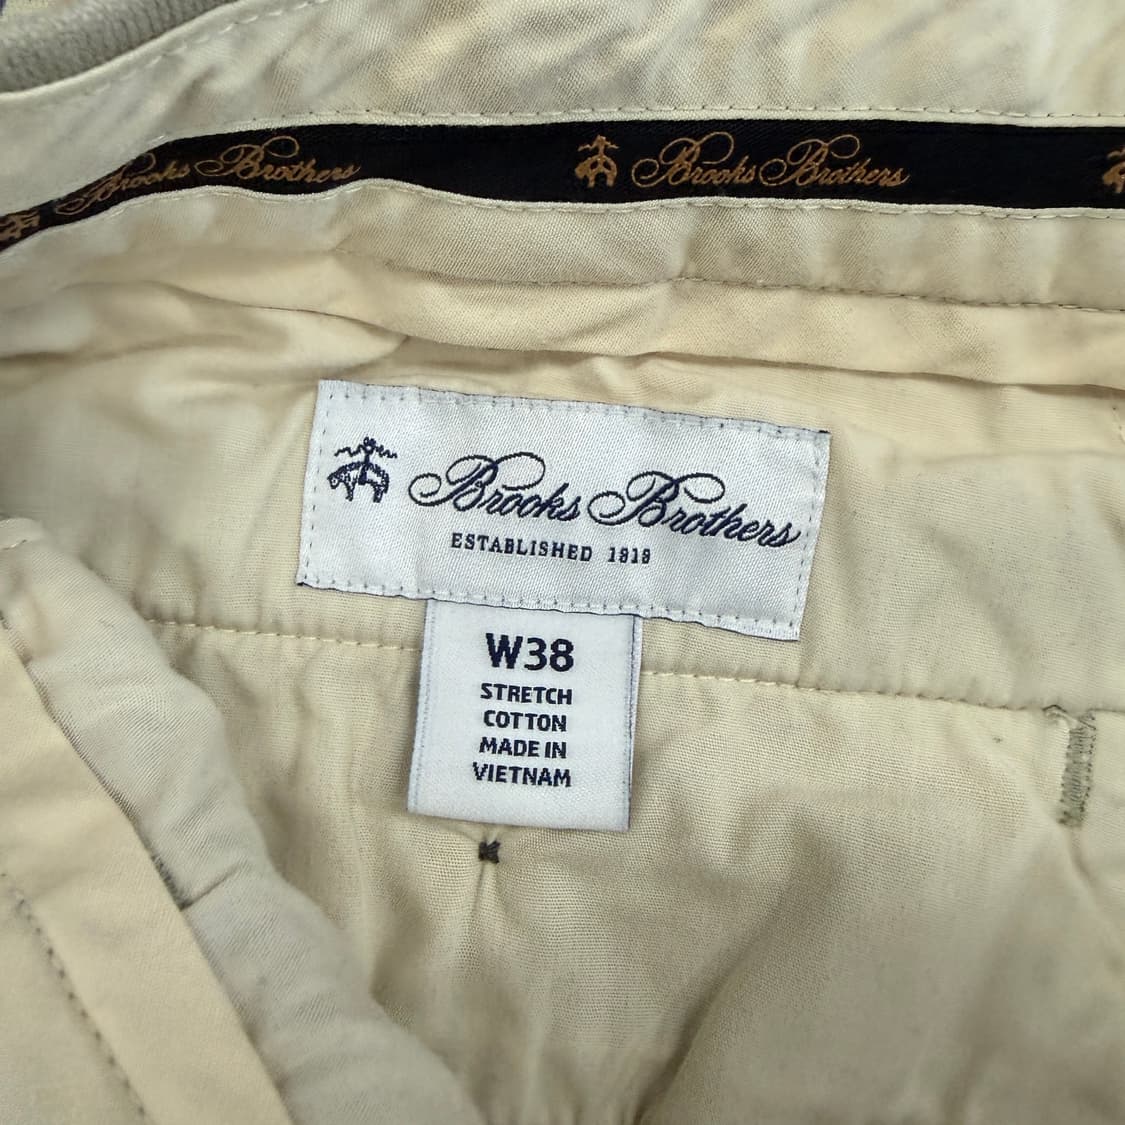 Brooks Brothers
Brooks Brothers
Brooks Brothers
ESTABLISHED 1818
W38
STRETCH
COTTON
MADE IN
VIETNAM